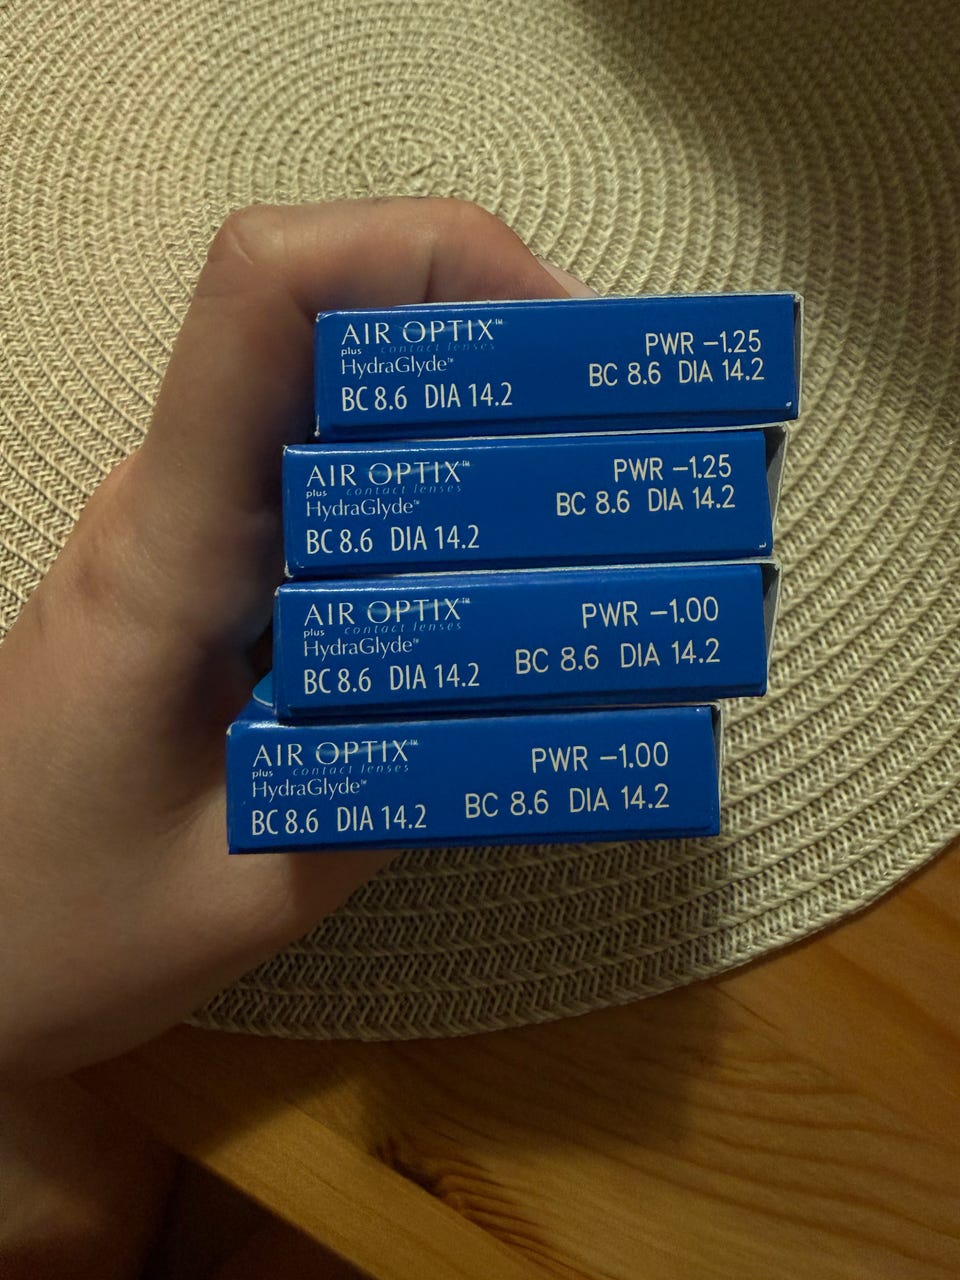 AIR OPTIX™
plus contact lenses
HydraGlyde™
BC 8.6 DIA 14.2
PWR –1.25
BC 8.6 DIA 14.2
AIR OPTIX™
plus contact lenses
HydraGlyde™
BC 8.6 DIA 14.2
PWR –1.25
BC 8.6 DIA 14.2
AIR OPTIX™
plus contact lenses
HydraGlyde™
BC 8.6 DIA 14.2
PWR –1.00
BC 8.6 DIA 14.2
AIR OPTIX™
plus contact lenses
HydraGlyde™
BC 8.6 DIA 14.2
PWR –1.00
BC 8.6 DIA 14.2